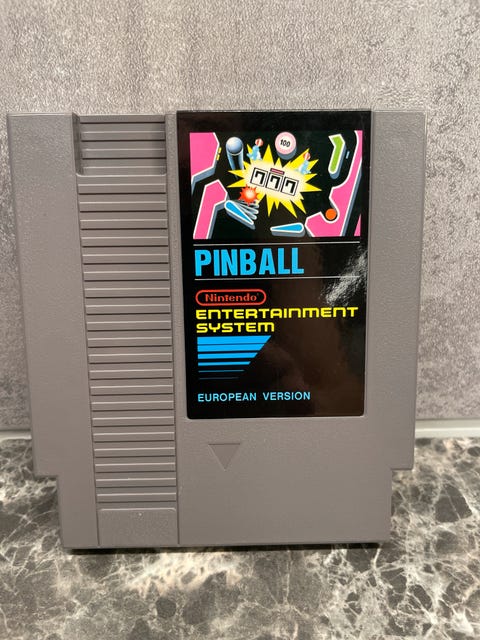 100
777
PINBALL
Nintendo
ENTERTAINMENT
SYSTEM
EUROPEAN VERSION